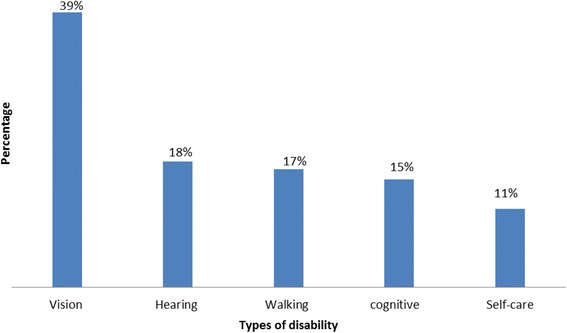 39%
18%
17%
15%
11%
Percentage
Vision
Hearing
Walking
cognitive
Self-care
Types of disability